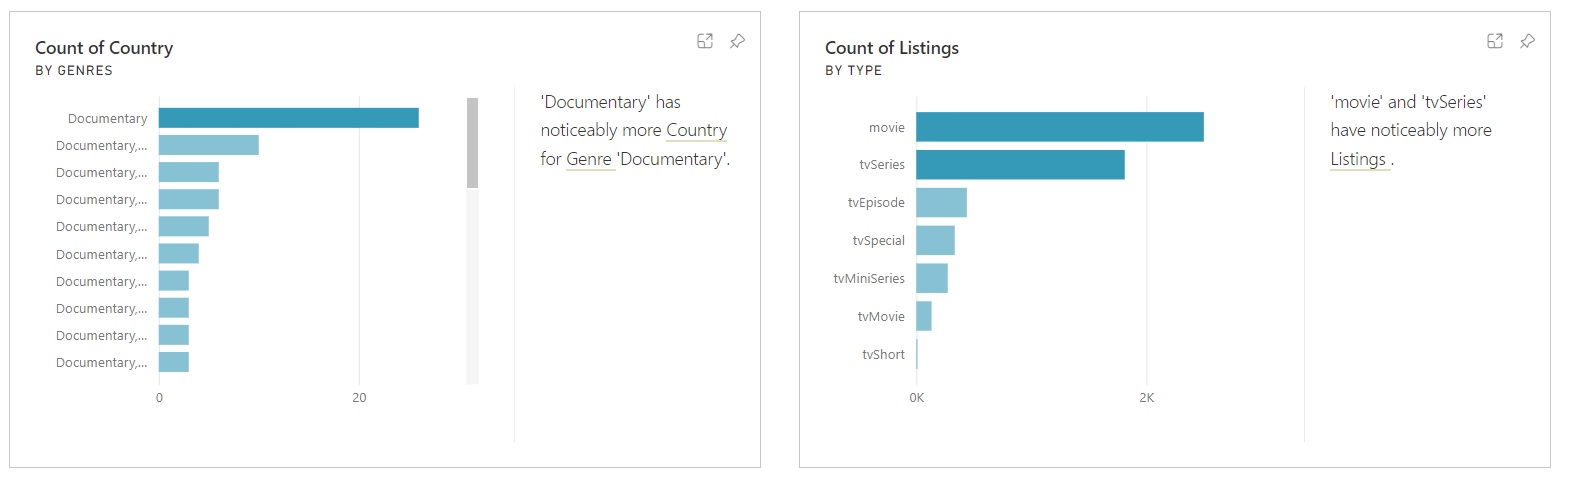 Count of Country
BY GENRES
Documentary
Documentary,...
Documentary,...
Documentary,...
Documentary,...
Documentary,...
Documentary,...
Documentary,...
Documentary,...
Documentary,...
0
20
'Documentary' has
noticeably more Country
for Genre 'Documentary'.
Count of Listings
BY TYPE
movie
tvSeries
tvEpisode
tvSpecial
tvMiniSeries
tvMovie
tvShort
0K
2K
'movie' and 'tvSeries'
have noticeably more
Listings .